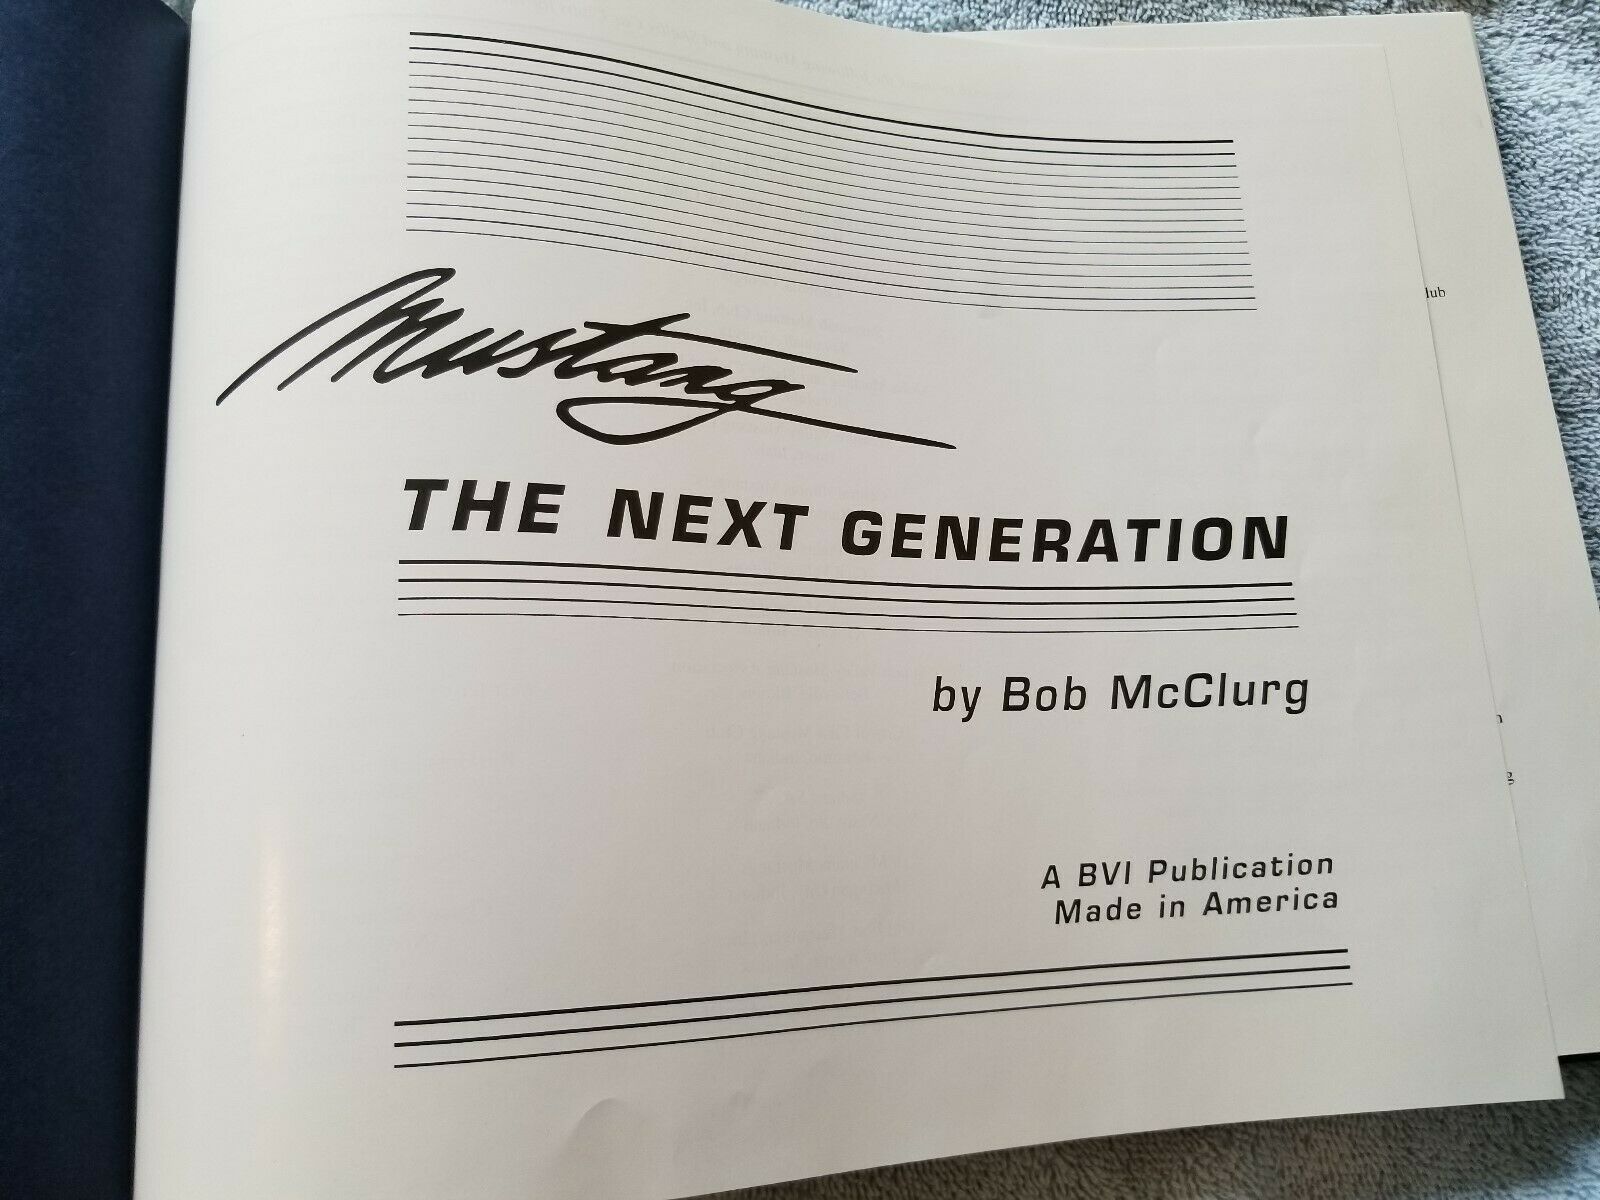 Mustang
THE NEXT GENERATION
by Bob McClurg
A BVI Publication
Made in America